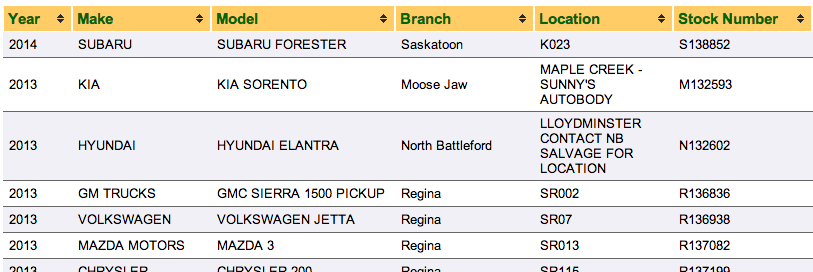 Year Make Model Branch Location Stock Number
2014 SUBARU SUBARU FORESTER Saskatoon K023 S138852
2013 KIA KIA SORENTO Moose Jaw MAPLE CREEK -
SUNNY'S
AUTOBODY M132593
2013 HYUNDAI HYUNDAI ELANTRA North Battleford LLOYDMINSTER
CONTACT NB
SALVAGE FOR
LOCATION N132602
2013 GM TRUCKS GMC SIERRA 1500 PICKUP Regina SR002 R136836
2013 VOLKSWAGEN VOLKSWAGEN JETTA Regina SR07 R136938
2013 MAZDA MOTORS MAZDA 3 Regina SR013 R137082
2013 CHRYSLER CHRYSLER 200 Regina SR115 R137199